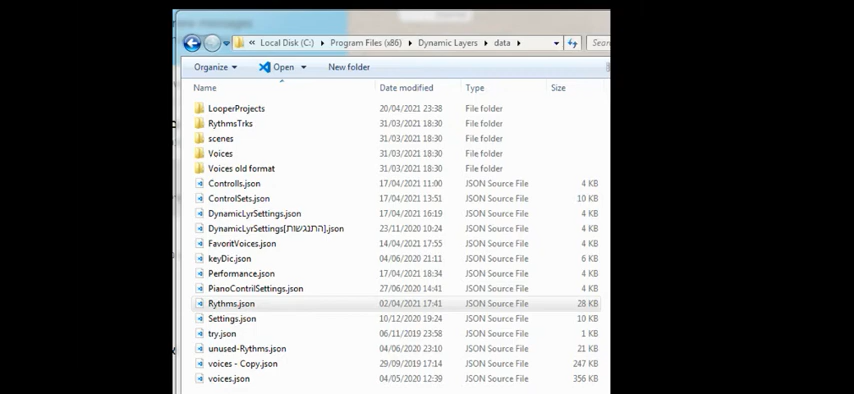 « Local Disk (C:) ▸ Program Files (x86) ▸ Dynamic Layers ▸ data ▸ Sear
Organize Open New folder
Name Date modified Type Size
LooperProjects 20/04/2021 23:38 File folder
RythmsTrks 31/03/2021 18:30 File folder
scenes 31/03/2021 18:30 File folder
Voices 31/03/2021 18:30 File folder
Voices old format 31/03/2021 18:30 File folder
Controlls.json 17/04/2021 11:00 JSON Source File 4 KB
ControlSets.json 17/04/2021 13:51 JSON Source File 10 KB
DynamicLyrSettings.json 17/04/2021 16:19 JSON Source File 4 KB
DynamicLyrSettings[התנגשות].json 23/11/2020 10:24 JSON Source File 4 KB
FavoritVoices.json 14/04/2021 17:55 JSON Source File 4 KB
keyDic.json 04/06/2020 21:11 JSON Source File 6 KB
Performance.json 17/04/2021 18:34 JSON Source File 4 KB
PianoContrilSettings.json 27/06/2020 14:41 JSON Source File 4 KB
Rythms.json 02/04/2021 17:41 JSON Source File 28 KB
Settings.json 10/12/2020 19:24 JSON Source File 10 KB
try.json 06/11/2019 23:58 JSON Source File 1 KB
unused-Rythms.json 04/06/2020 23:10 JSON Source File 21 KB
voices - Copy.json 29/09/2019 17:14 JSON Source File 247 KB
voices.json 04/05/2020 12:39 JSON Source File 356 KB